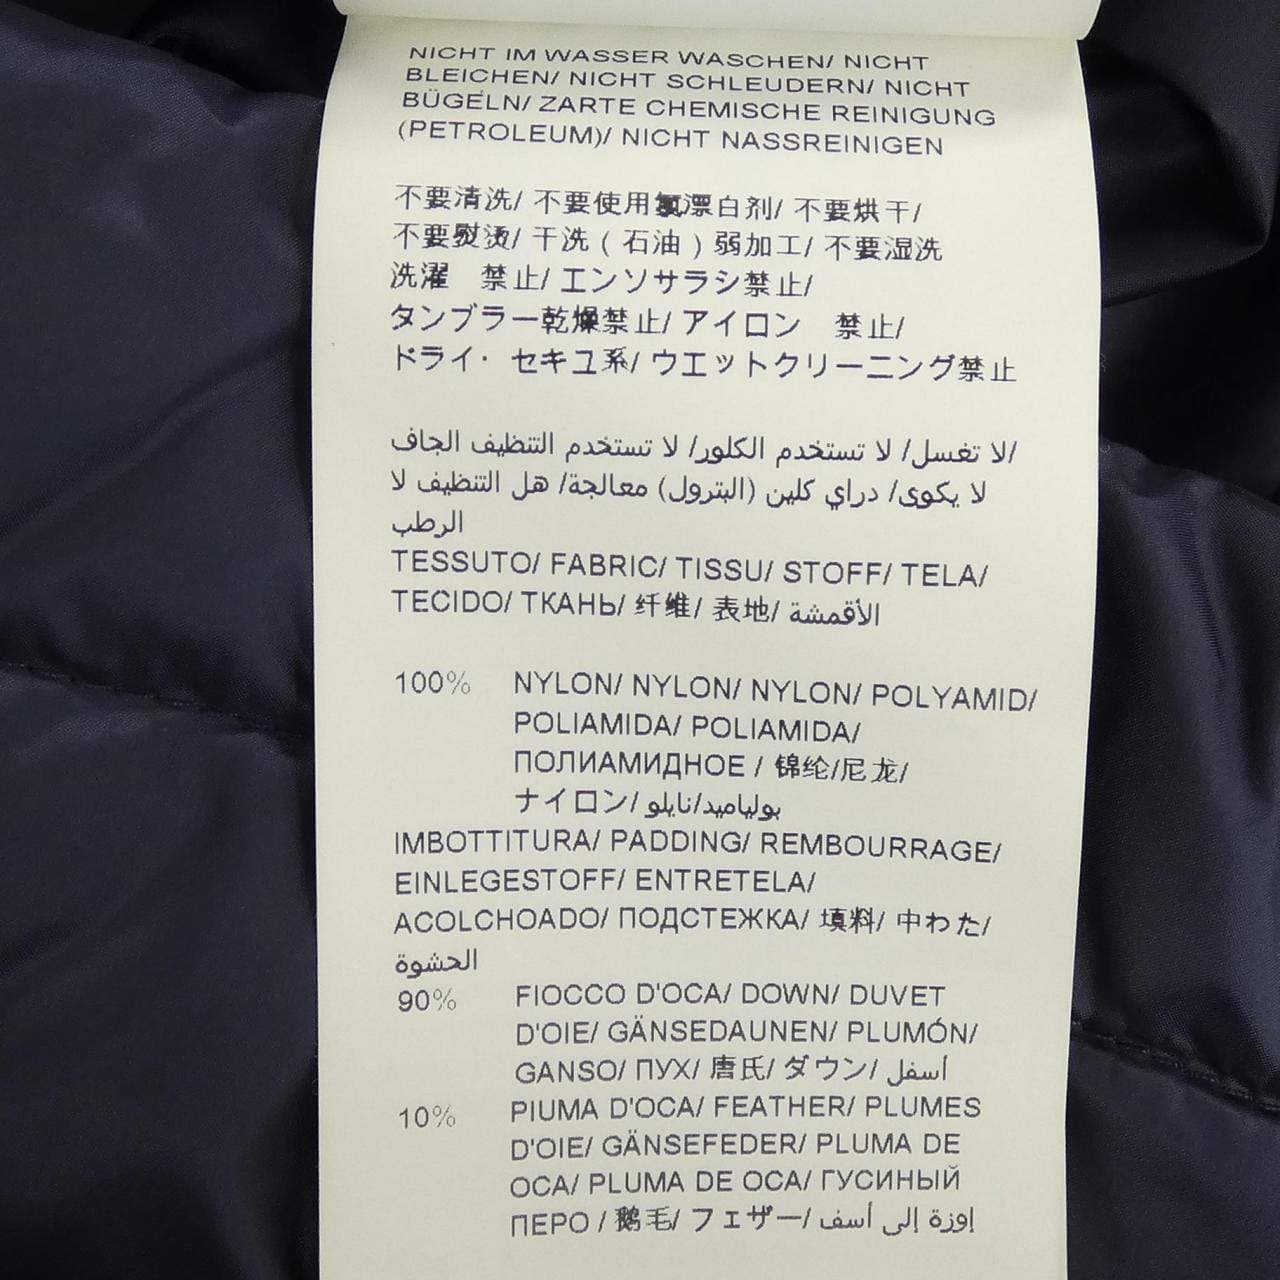 NICHT IM WASSER WASCHEN/ NICHT
BLEICHEN/ NICHT SCHLEUDERN/ NICHT
BÜGELN/ ZARTE CHEMISCHE REINIGUNG
(PETROLEUM)/ NICHT NASSREINIGEN
不要清洗/ 不要使用氯漂白剂/ 不要烘干/
不要熨烫/ 干洗 ( 石油 ) 弱加工/ 不要湿洗
洗濯 禁止/ エンソサラシ禁止/
タンブラー乾燥禁止/ アイロン 禁止/
ドライ· セキユ系/ ウエットクリーニング禁止
لا تغسل/ لا تستخدم الكلور/ لا تستخدم التنظيف الجاف/
لا يكوى/ دراي كلين (البترول) معالجة/ هل التنظيف لا
الرطب
TESSUTO/ FABRIC/ TISSU/ STOFF/ TELA/
TECIDO/ ТКАНЬ/ 纤维/ 表地/ الأقمشة
100% NYLON/ NYLON/ NYLON/ POLYAMID/
POLIAMIDA/ POLIAMIDA/
ПОЛИАМИДНОЕ / 锦纶/尼龙/
ナイロン/ بولياميد/نايلو
IMBOTTITURA/ PADDING/ REMBOURRAGE/
EINLEGESTOFF/ ENTRETELA/
ACOLCHOADO/ ПОДСТЕЖКА/ 填料/ 中わた/
الحشوة
90% FIOCCO D'OCA/ DOWN/ DUVET
D'OIE/ GÄNSEDAUNEN/ PLUMÓN/
GANSO/ ПУХ/ 唐氏/ ダウン/ أسفل
10% PIUMA D'OCA/ FEATHER/ PLUMES
D'OIE/ GÄNSEFEDER/ PLUMA DE
OCA/ PLUMA DE OCA/ ГУСИНЫЙ
ПЕРО / 鹅毛/ フェザー/ إوزة إلى أسف